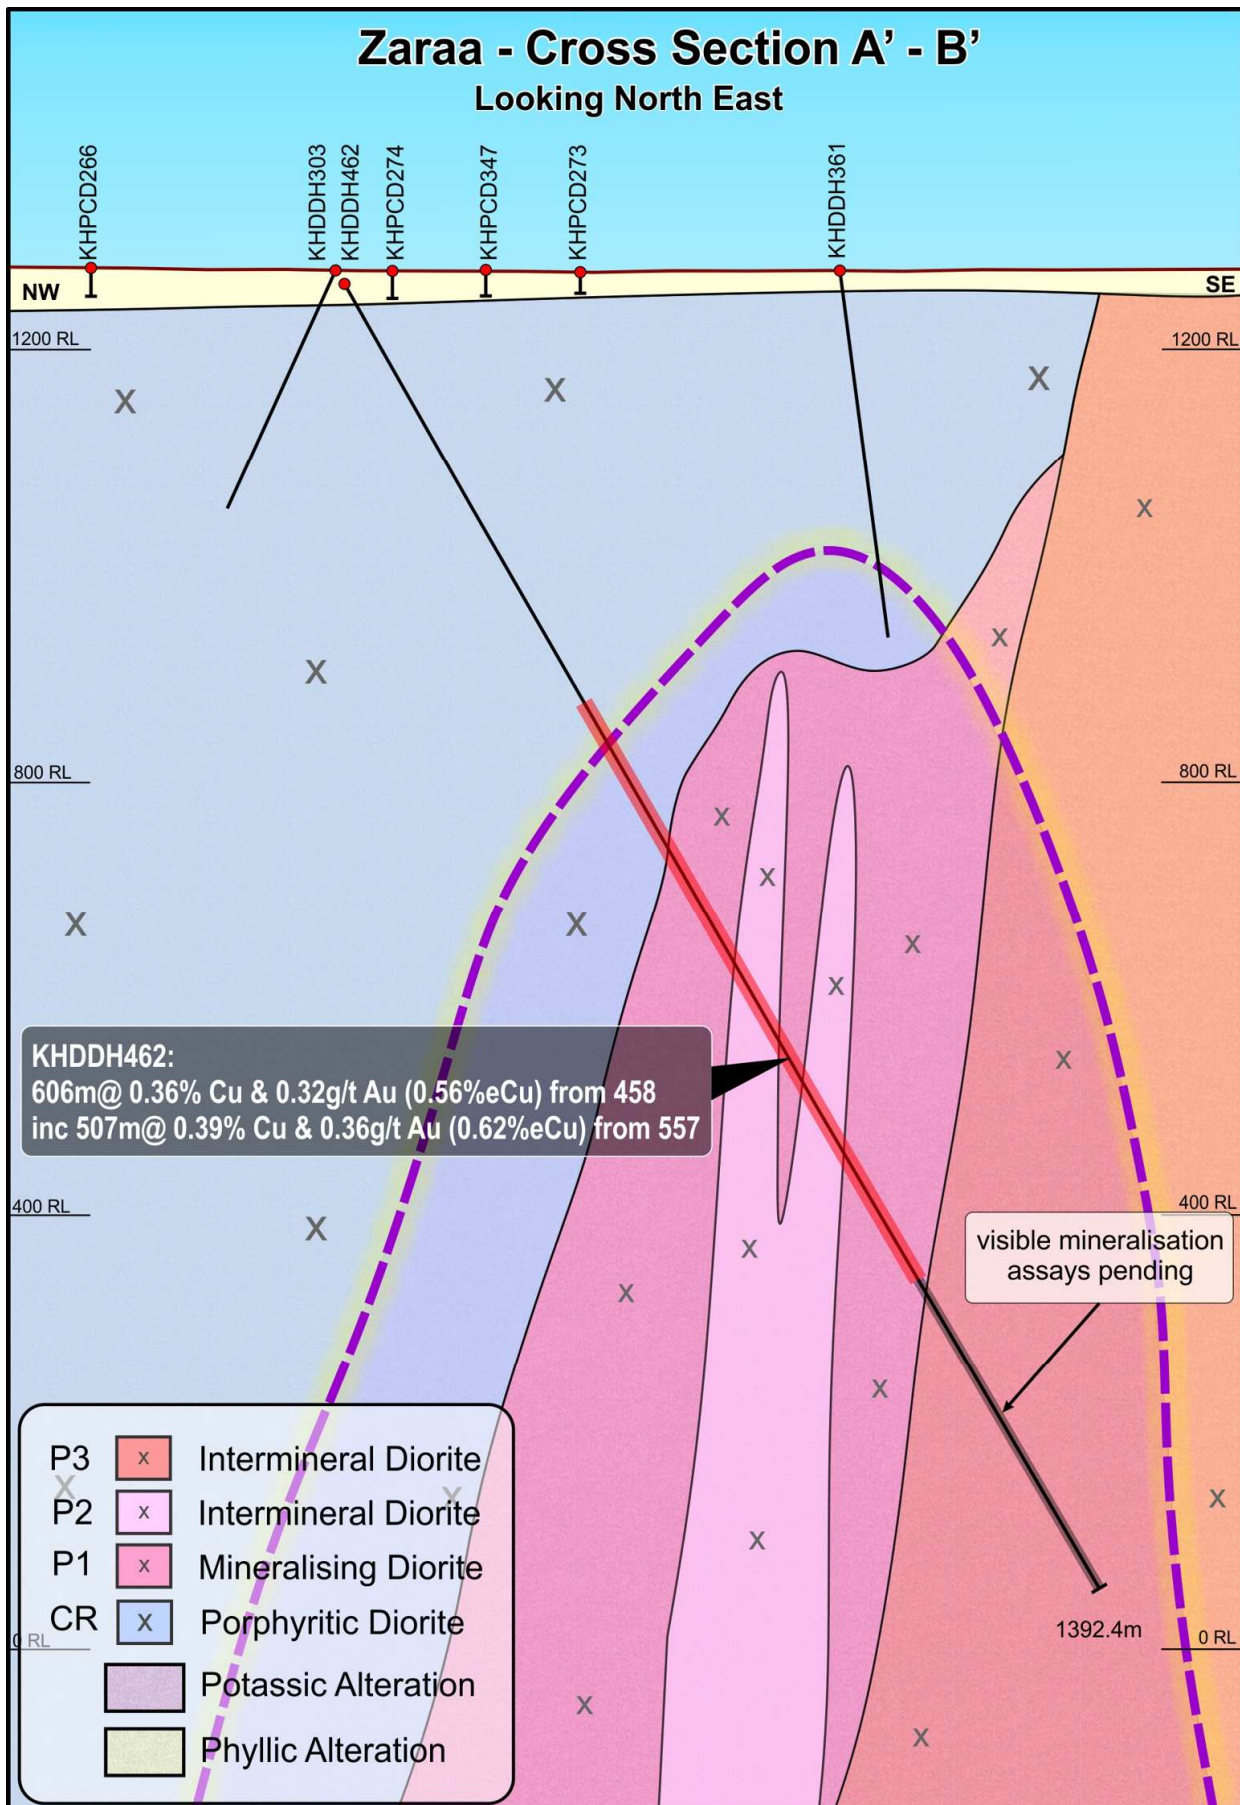 Zaraa - Cross Section A’ - B’
Looking North East
KHPCD266
KHDDH303
KHDDH462
KHPCD274
KHPCD347
KHPCD273
KHDDH361
NW
SE
1200 RL
1200 RL
800 RL
800 RL
KHDDH462:
606m@ 0.36% Cu & 0.32g/t Au (0.56%eCu) from 458
inc 507m@ 0.39% Cu & 0.36g/t Au (0.62%eCu) from 557
400 RL
400 RL
visible mineralisation
assays pending
P3 x Intermineral Diorite
P2 x Intermineral Diorite
P1 x Mineralising Diorite
CR x Porphyritic Diorite
Potassic Alteration
Phyllic Alteration
1392.4m
0 RL
0 RL